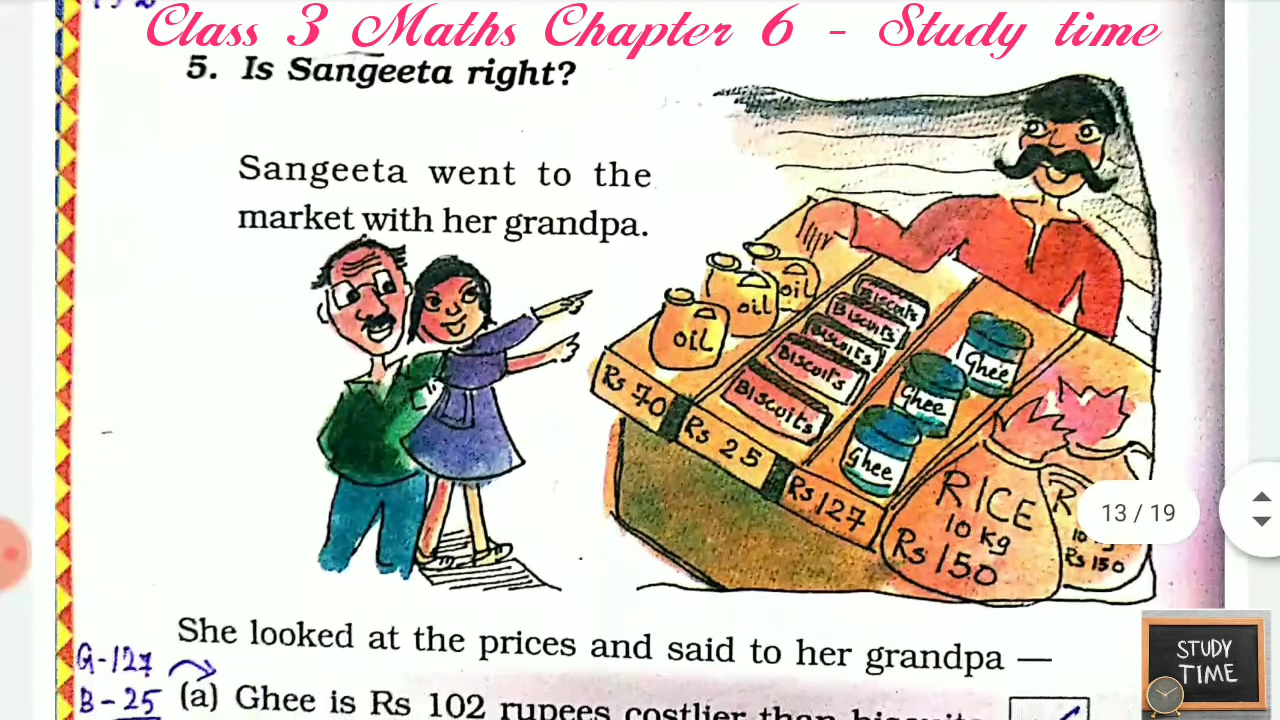 Class 3 Maths Chapter 6 - Study time
5. Is Sangeeta right?
Sangeeta went to the
market with her grandpa.
oil
oil
oil
Biscuits
Biscuits
Biscuits
Biscuits
Biscuits
Ghee
Ghee
Ghee
Rs 70
Rs 25
Rs 127
RICE
10 Kg
Rs 150
R
10
Rs 150
13 / 19
She looked at the prices and said to her grandpa —
STUDY
TIME
G-127
B-25
(a) Ghee is Rs 102 rupees costlier than biscuits